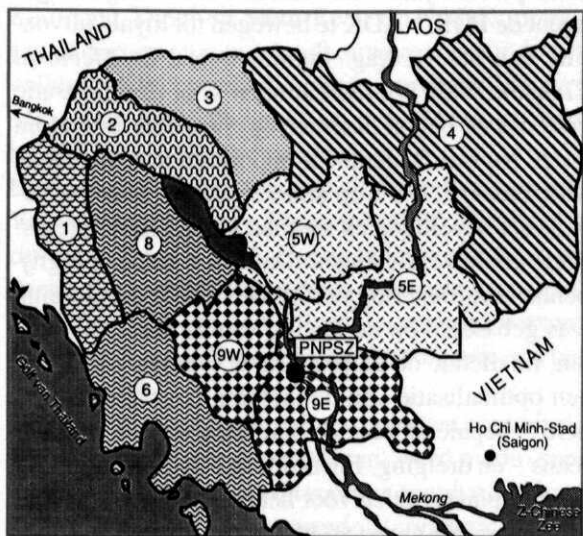 THAILAND
LAOS
Bangkok
3
2
4
1
8
5W
5E
PNPSZ
9W
6
9E
VIETNAM
Golf van Thailand
Ho Chi Minh-Stad
(Saigon)
Mekong
Z-Chinese
Zee